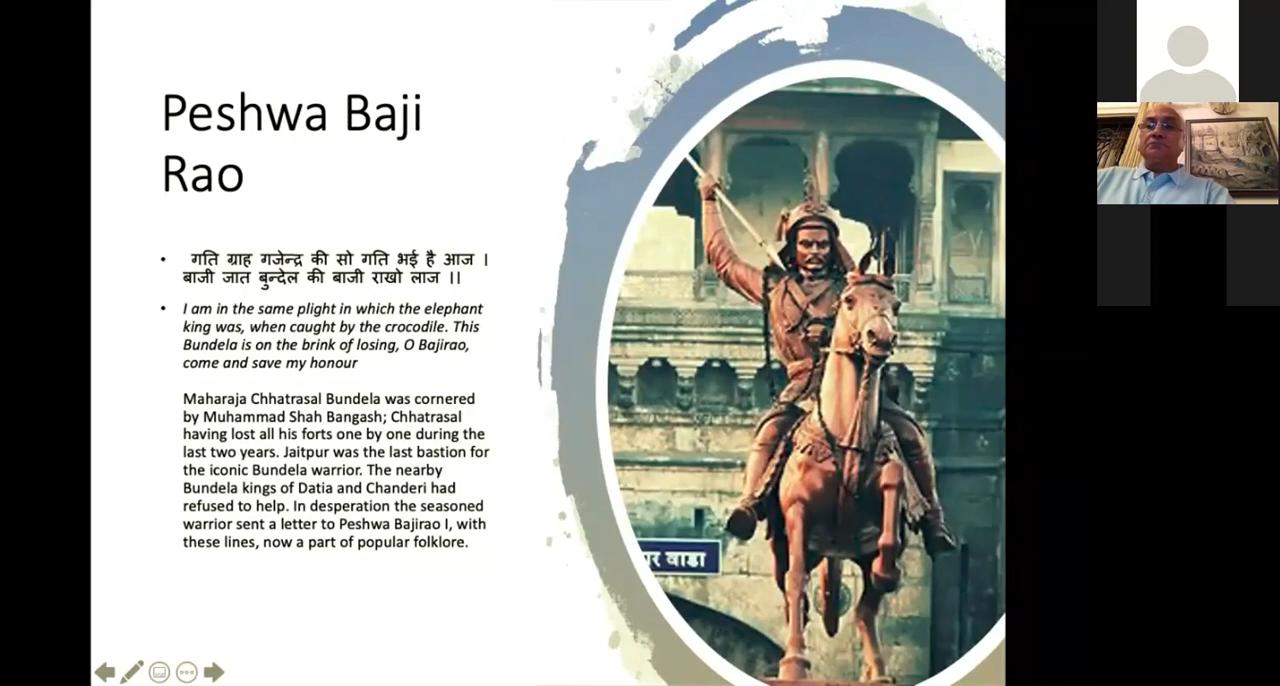 Peshwa Baji
Rao
• गति ग्राह गजेन्द्र की सो गति भई है आज ।
बाजी जात बुन्देल की बाजी राखो लाज ।।
• I am in the same plight in which the elephant
king was, when caught by the crocodile. This
Bundela is on the brink of losing, O Bajirao,
come and save my honour
Maharaja Chhatrasal Bundela was cornered
by Muhammad Shah Bangash; Chhatrasal
having lost all his forts one by one during the
last two years. Jaitpur was the last bastion for
the iconic Bundela warrior. The nearby
Bundela kings of Datia and Chanderi had
refused to help. In desperation the seasoned
warrior sent a letter to Peshwa Bajirao I, with
these lines, now a part of popular folklore.
वाडा